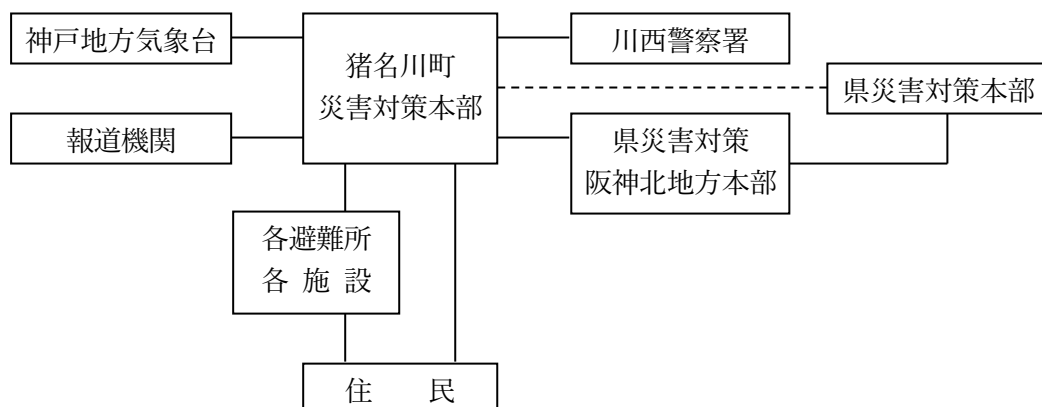 神戸地方気象台
猪名川町
災害対策本部
川西警察署
県災害対策本部
報道機関
県災害対策
阪神北地方本部
各避難所
各 施 設
住　　民